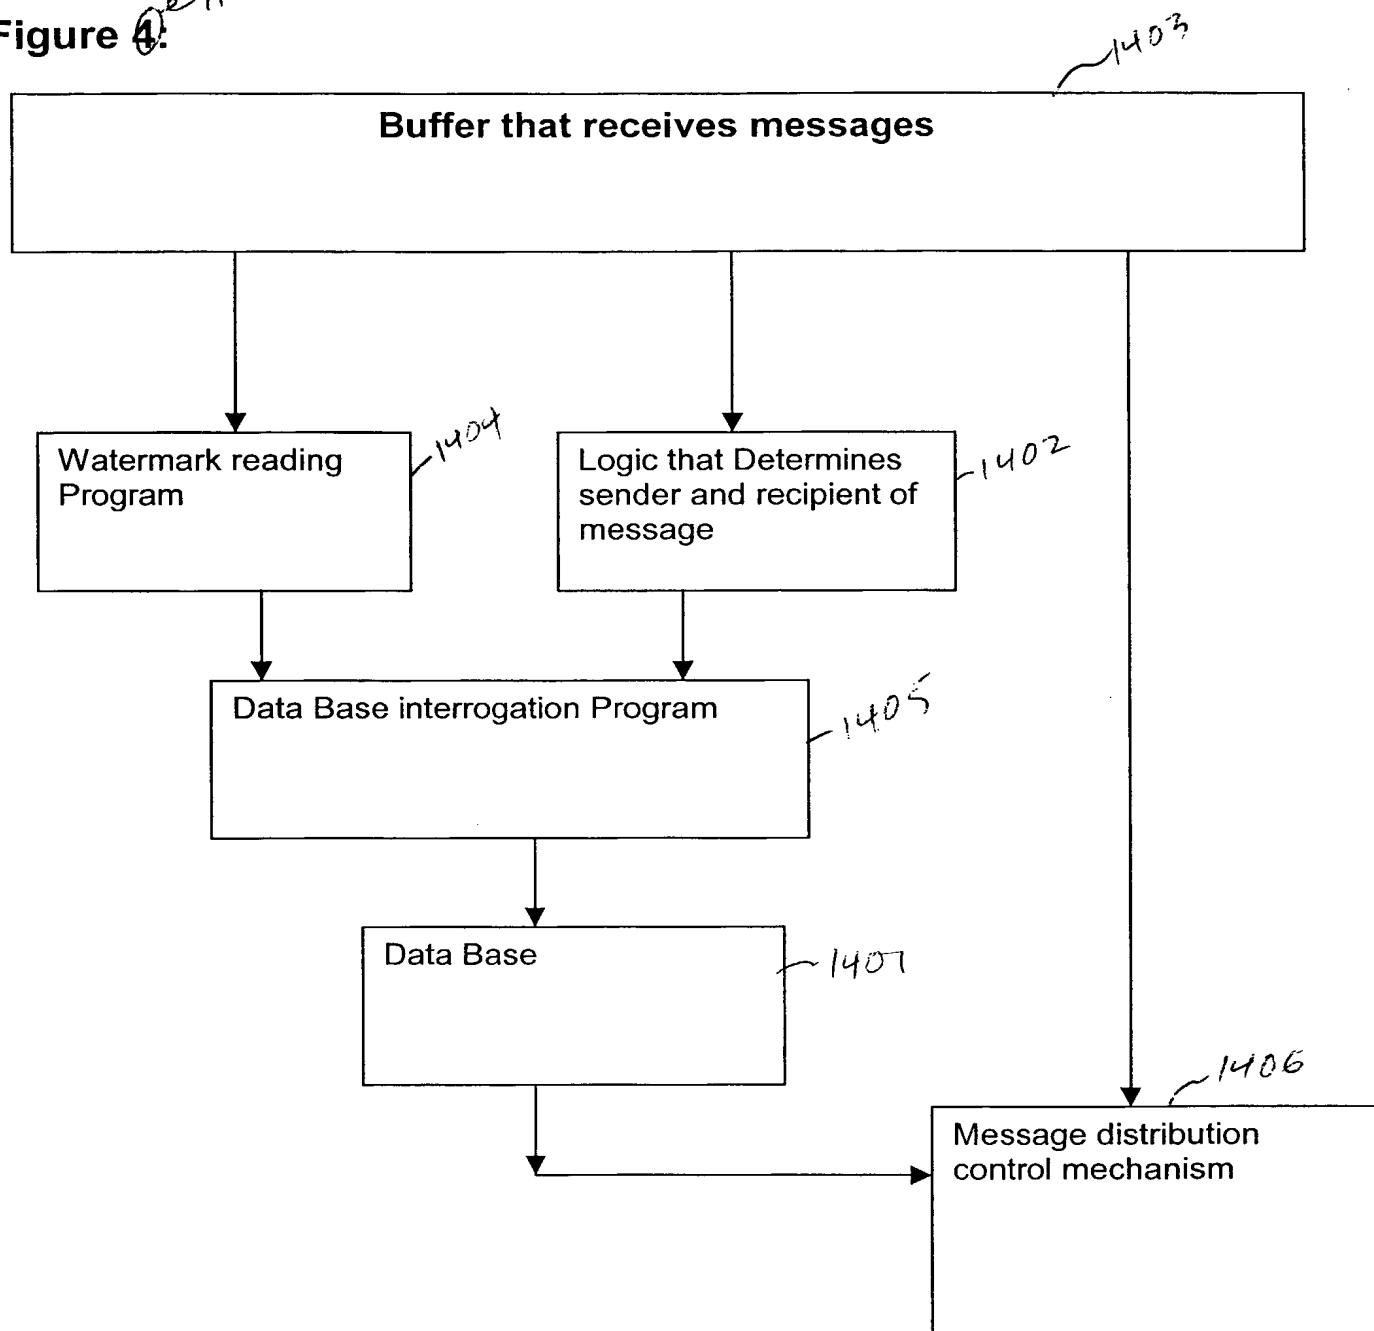 Figure 4:
1403
Buffer that receives messages
Watermark reading
Program
1404
Logic that Determines
sender and recipient of
message
1402
Data Base interrogation Program
1405
Data Base
1407
1406
Message distribution
control mechanism